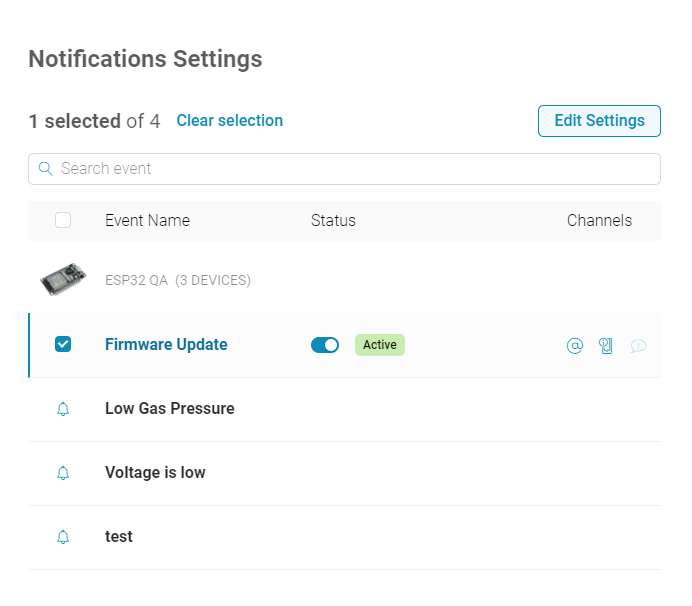 Notifications Settings
1 selected of 4 Clear selection Edit Settings
Search event
Event Name Status Channels
ESP32 QA (3 DEVICES)
Firmware Update Active
Low Gas Pressure
Voltage is low
test